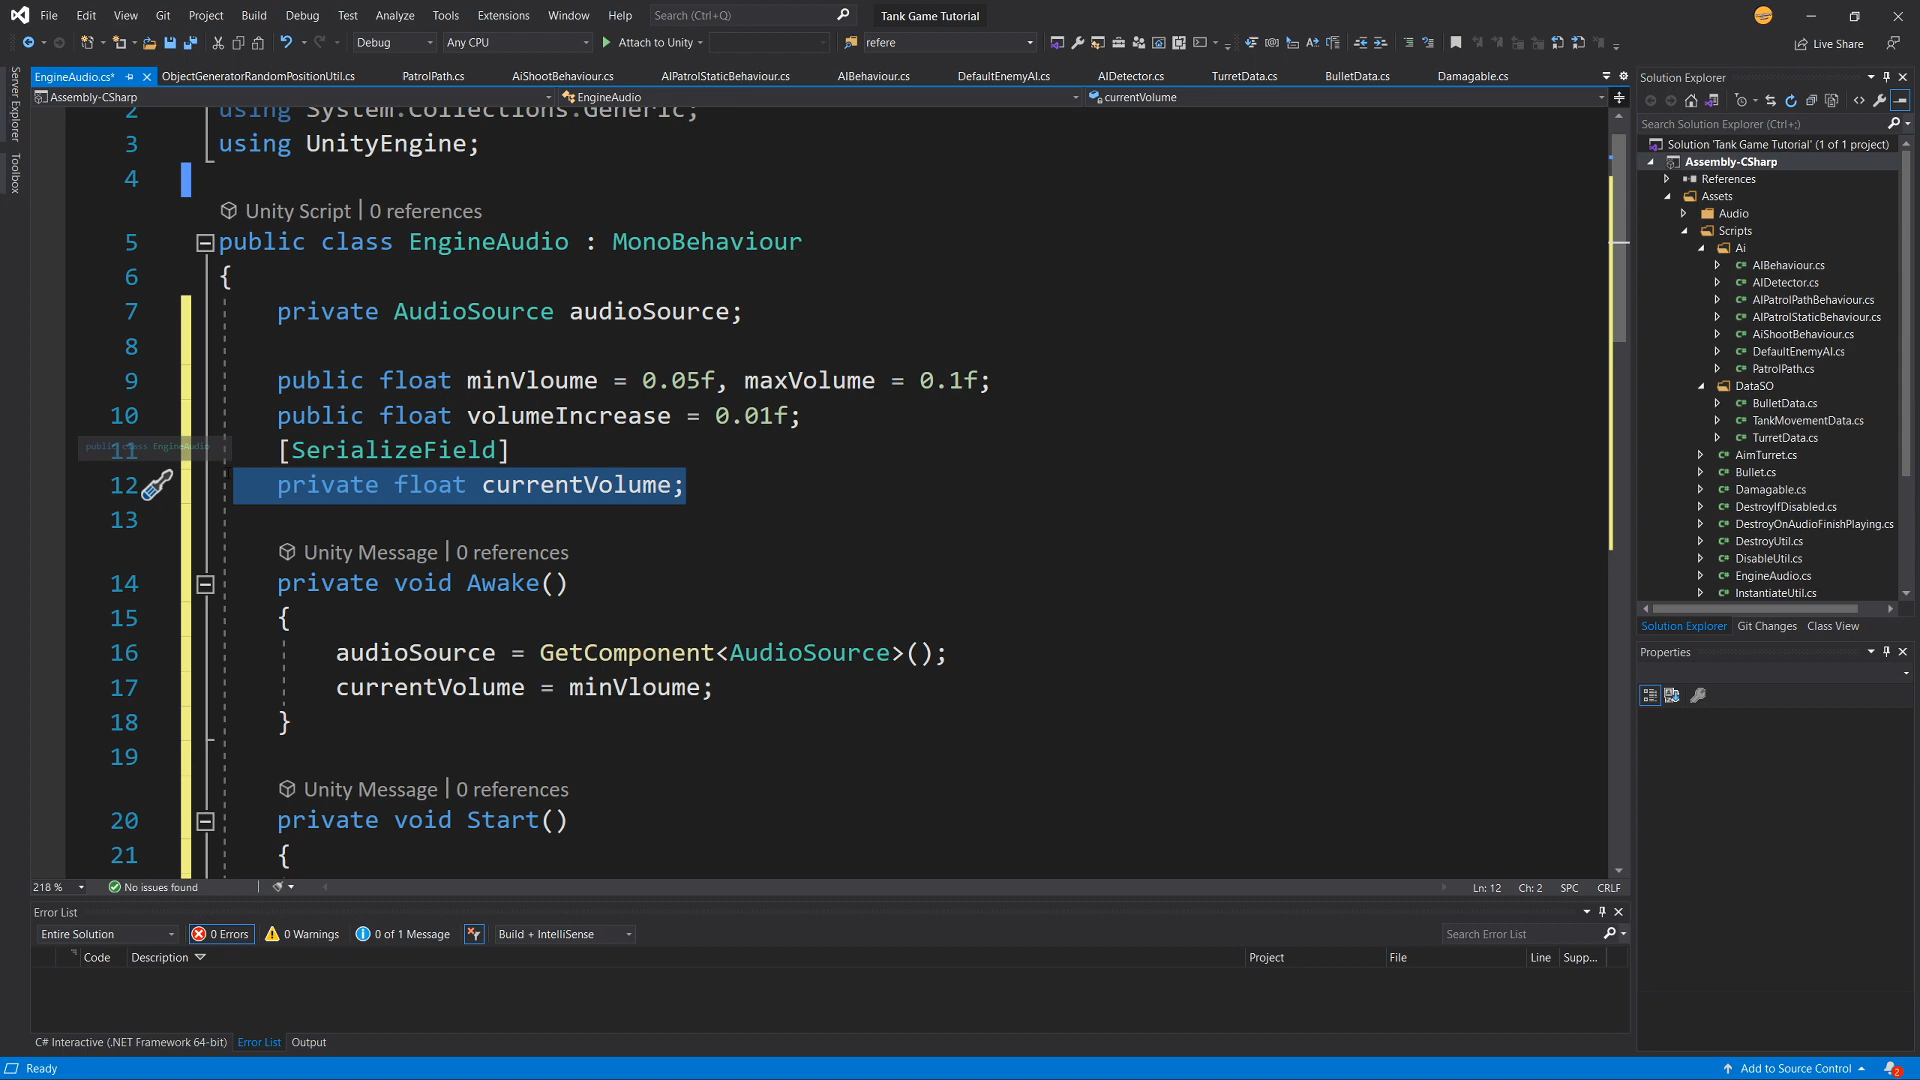 File Edit View Git Project Build Debug Test Analyze Tools Extensions Window Help Search (Ctrl+Q) Tank Game Tutorial
Debug Any CPU Attach to Unity refere Live Share
EngineAudio.cs* ObjectGeneratorRandomPositionUtil.cs PatrolPath.cs AiShootBehaviour.cs AIPatrolStaticBehaviour.cs AIBehaviour.cs DefaultEnemyAI.cs AIDetector.cs TurretData.cs BulletData.cs Damagable.cs
Assembly-CSharp EngineAudio currentVolume
Server Explorer
Toolbox
2 using System.Collections.Generic;
3 using UnityEngine;
4
Unity Script | 0 references
5 public class EngineAudio : MonoBehaviour
6 {
7 private AudioSource audioSource;
8
9 public float minVloume = 0.05f, maxVolume = 0.1f;
10 public float volumeIncrease = 0.01f;
public class EngineAudio
11 [SerializeField]
12 private float currentVolume;
13
Unity Message | 0 references
14 private void Awake()
15 {
16 audioSource = GetComponent<AudioSource>();
17 currentVolume = minVloume;
18 }
19
Unity Message | 0 references
20 private void Start()
21 {
218 % No issues found Ln: 12 Ch: 2 SPC CRLF
Error List
Entire Solution 0 Errors 0 Warnings 0 of 1 Message Build + IntelliSense Search Error List
Code Description Project File Line Supp...
C# Interactive (.NET Framework 64-bit) Error List Output
Ready Add to Source Control 2
Solution Explorer
Search Solution Explorer (Ctrl+;)
Solution 'Tank Game Tutorial' (1 of 1 project)
Assembly-CSharp
References
Assets
Audio
Scripts
Ai
AIBehaviour.cs
AIDetector.cs
AIPatrolPathBehaviour.cs
AIPatrolStaticBehaviour.cs
AiShootBehaviour.cs
DefaultEnemyAI.cs
PatrolPath.cs
DataSO
BulletData.cs
TankMovementData.cs
TurretData.cs
AimTurret.cs
Bullet.cs
Damagable.cs
DestroyIfDisabled.cs
DestroyOnAudioFinishPlaying.cs
DestroyUtil.cs
DisableUtil.cs
EngineAudio.cs
InstantiateUtil.cs
Solution Explorer Git Changes Class View
Properties